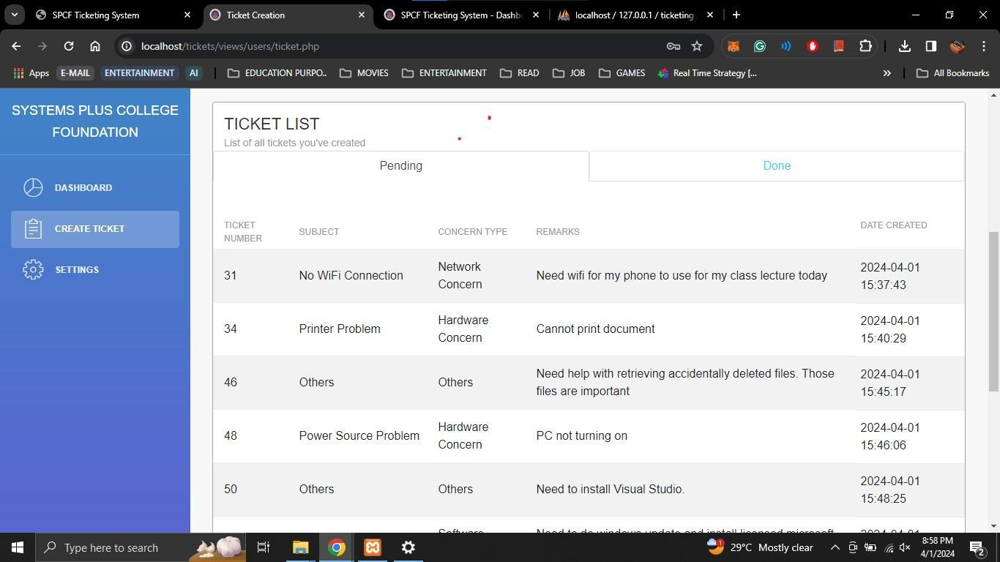 SPCF Ticketing System
Ticket Creation
SPCF Ticketing System - Dashb
localhost / 127.0.0.1 / ticketing
localhost/tickets/views/users/ticket.php
Apps
E-MAIL
ENTERTAINMENT
AI
EDUCATION PURPO..
MOVIES
ENTERTAINMENT
READ
JOB
GAMES
Real Time Strategy [...
»
All Bookmarks
SYSTEMS PLUS COLLEGE
FOUNDATION
DASHBOARD
CREATE TICKET
SETTINGS
TICKET LIST
List of all tickets you've created
Pending
Done
TICKET
NUMBER
SUBJECT
CONCERN TYPE
REMARKS
DATE CREATED
31
No WiFi Connection
Network
Concern
Need wifi for my phone to use for my class lecture today
2024-04-01
15:37:43
34
Printer Problem
Hardware
Concern
Cannot print document
2024-04-01
15:40:29
46
Others
Others
Need help with retrieving accidentally deleted files. Those
files are important
2024-04-01
15:45:17
48
Power Source Problem
Hardware
Concern
PC not turning on
2024-04-01
15:46:06
50
Others
Others
Need to install Visual Studio.
2024-04-01
15:48:25
Software
Need to do windows update and install licensed microsoft
2024-04-01
Type here to search
1
29°C Mostly clear
8:58 PM
4/1/2024
2